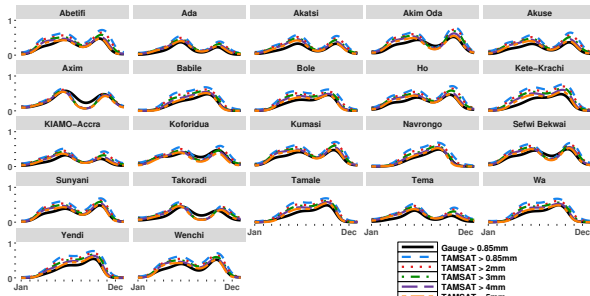 Abetifi Ada Akatsi Akim Oda Akuse
1
0
Axim Babile Bole Ho Kete−Krachi
1
0
KIAMO−Accra Koforidua Kumasi Navrongo Sefwi Bekwai
1
0
Sunyani Takoradi Tamale Tema Wa
1
0
Jan Dec Jan Dec Jan Dec
Yendi Wenchi
1
0
Jan Dec Jan Dec
Gauge > 0.85mm
TAMSAT > 0.85mm
TAMSAT > 2mm
TAMSAT > 3mm
TAMSAT > 4mm